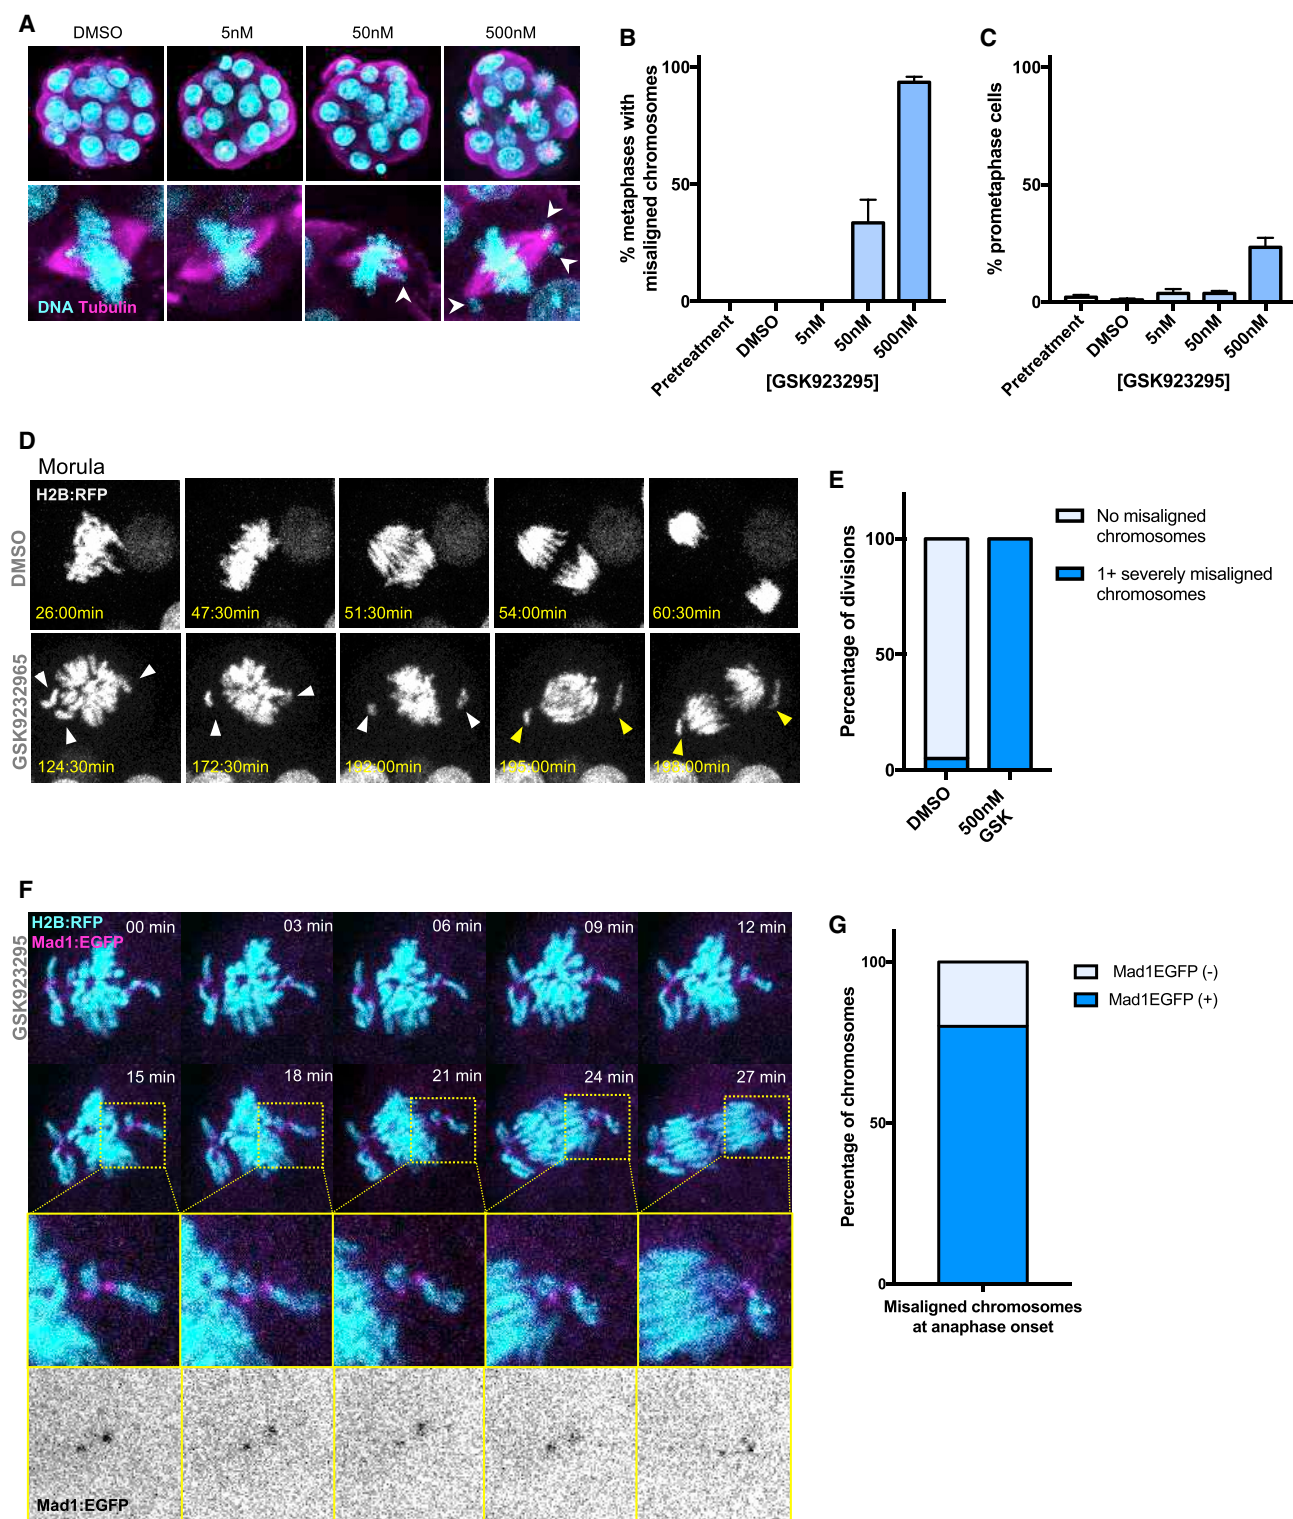 A
DMSO
5nM
50nM
500nM
DNA Tubulin
B
% metaphases with
misaligned chromosomes
100
50
0
Pretreatment
DMSO
5nM
50nM
500nM
[GSK923295]
C
% prometaphase cells
100
50
0
Pretreatment
DMSO
5nM
50nM
500nM
[GSK923295]
D
Morula
H2B:RFP
DMSO
26:00min
47:30min
51:30min
54:00min
60:30min
GSK9232965
124:30min
172:30min
192:00min
195:00min
198:00min
E
Percentage of divisions
100
50
0
DMSO
500nM
GSK
No misaligned
chromosomes
1+ severely misaligned
chromosomes
F
GSK923295
H2B:RFP
Mad1:EGFP
00 min
03 min
06 min
09 min
12 min
15 min
18 min
21 min
24 min
27 min
Mad1:EGFP
G
Percentage of chromosomes
100
50
0
Misaligned chromosomes
at anaphase onset
Mad1EGFP (-)
Mad1EGFP (+)